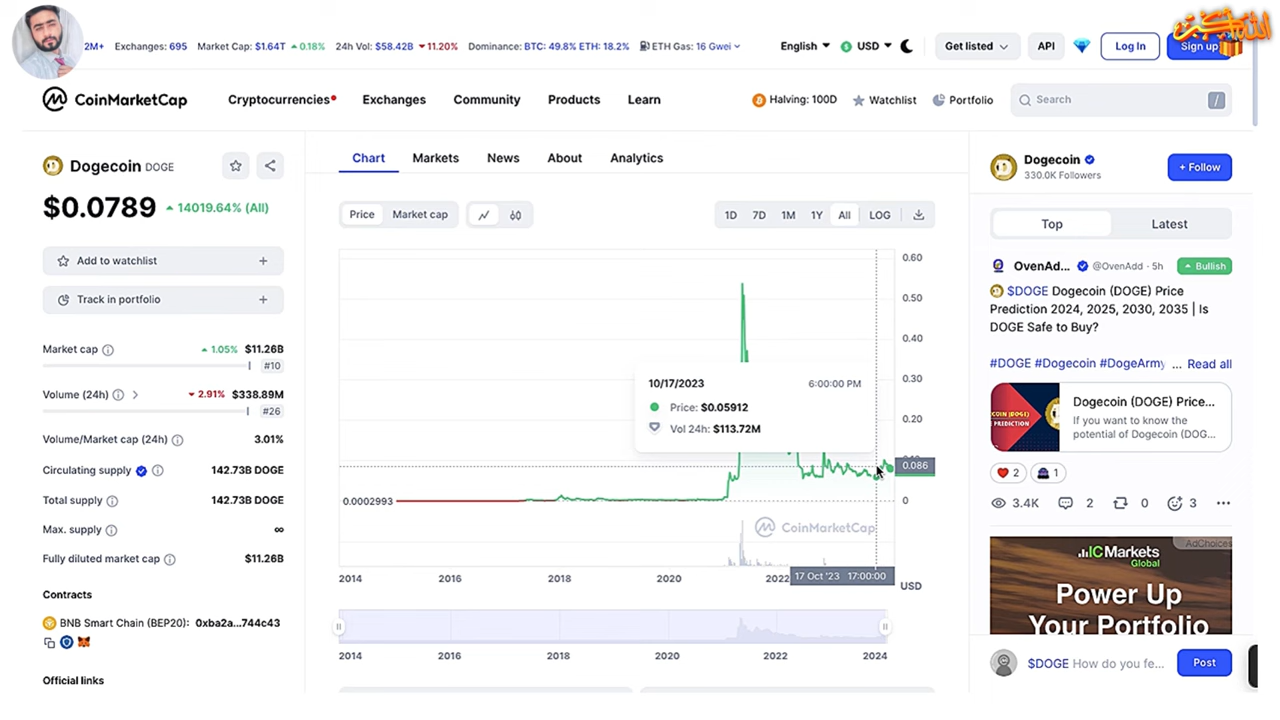 2M+ Exchanges: 695 Market Cap: $1.64T 0.18% 24h Vol: $58.42B 11.20% Dominance: BTC: 49.8% ETH: 18.2% ETH Gas: 16 Gwei English USD Get listed API Log In Sign up
CoinMarketCap Cryptocurrencies Exchanges Community Products Learn Halving: 100D Watchlist Portfolio Search /
Dogecoin DOGE
$0.0789 14019.64% (All)
Add to watchlist +
Track in portfolio +
Market cap 1.05% $11.26B
#10
Volume (24h) 2.91% $338.89M
#26
Volume/Market cap (24h) 3.01%
Circulating supply 142.73B DOGE
Total supply 142.73B DOGE
Max. supply ∞
Fully diluted market cap $11.26B
Contracts
BNB Smart Chain (BEP20): 0xba2a...744c43
Official links
Chart Markets News About Analytics
Price Market cap 1D 7D 1M 1Y All LOG
0.60
0.50
0.40
0.30
0.20
10/17/2023 6:00:00 PM
Price: $0.05912
Vol 24h: $113.72M
0.086
0.0002993 0
CoinMarketCap
2014 2016 2018 2020 2022 17 Oct '23 17:00:00 USD
2014 2016 2018 2020 2022 2024
Dogecoin
330.0K Followers
+ Follow
Top Latest
OvenAd... @OvenAdd · 5h Bullish
$DOGE Dogecoin (DOGE) Price
Prediction 2024, 2025, 2030, 2035 | Is
DOGE Safe to Buy?
#DOGE #Dogecoin #DogeArmy ... Read all
COIN (DOGE)
PREDICTION
Dogecoin (DOGE) Price...
If you want to know the
potential of Dogecoin (DOG...
2 1
3.4K 2 0 3 ...
AdChoices
IC Markets
Global
Power Up
Your Portfolio
$DOGE How do you fe... Post